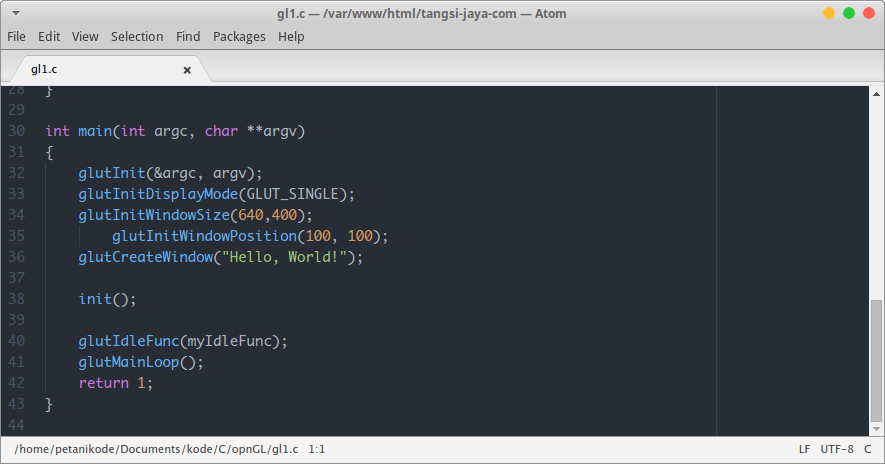 gl1.c — /var/www/html/tangsi-jaya-com — Atom
File Edit View Selection Find Packages Help
gl1.c
28 }
29
30 int main(int argc, char **argv)
31 {
32     glutInit(&argc, argv);
33     glutInitDisplayMode(GLUT_SINGLE);
34     glutInitWindowSize(640,400);
35         glutInitWindowPosition(100, 100);
36     glutCreateWindow("Hello, World!");
37
38     init();
39
40     glutIdleFunc(myIdleFunc);
41     glutMainLoop();
42     return 1;
43 }
44
/home/petanikode/Documents/kode/C/opnGL/gl1.c 1:1 LF UTF-8 C